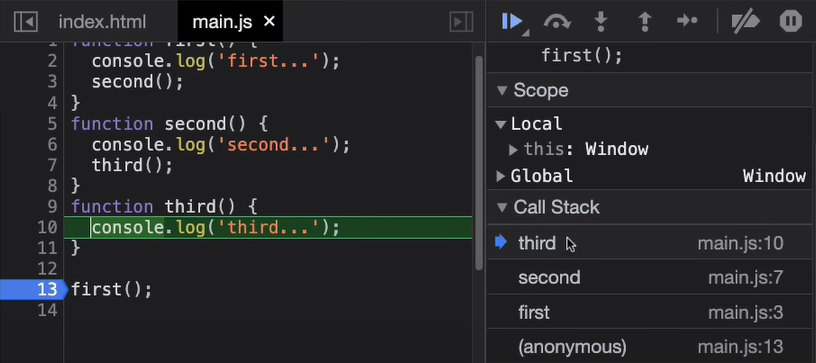 index.html
main.js ×
1 function first() {
2 console.log('first...');
3 second();
4 }
5 function second() {
6 console.log('second...');
7 third();
8 }
9 function third() {
10 console.log('third...');
11 }
12
13 first();
14
first();
Scope
Local
this: Window
Global Window
Call Stack
third main.js:10
second main.js:7
first main.js:3
(anonymous) main.js:13